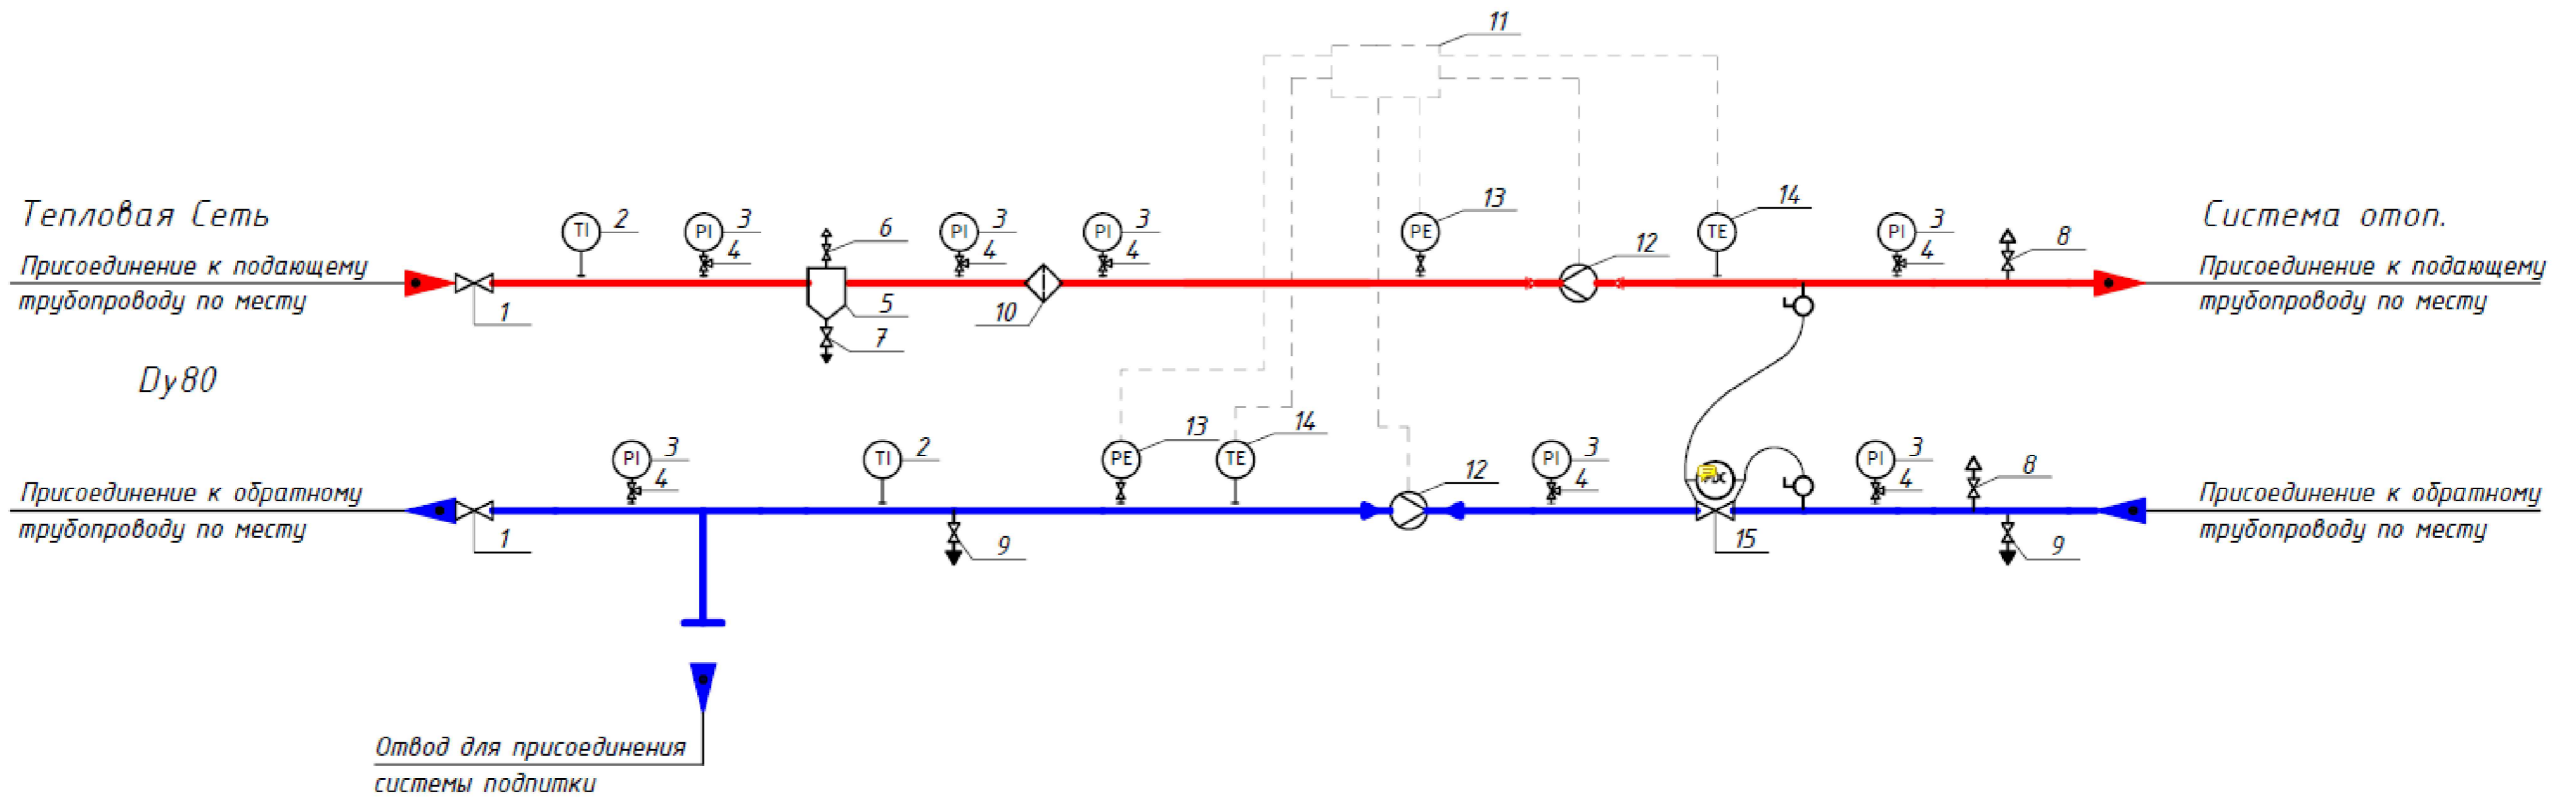 11
Тепловая Сеть
Присоединение к подающему
трубопроводу по месту
1
TI
2
PI
3
4
6
5
7
PI
3
4
10
PI
3
4
PE
13
12
TE
14
PI
3
4
8
Система отоп.
Присоединение к подающему
трубопроводу по месту
Dy80
Присоединение к обратному
трубопроводу по месту
1
PI
3
4
TI
2
9
PE
13
TE
14
12
PI
3
4
15
PI
3
4
8
9
Присоединение к обратному
трубопроводу по месту
Отвод для присоединения
системы подпитки